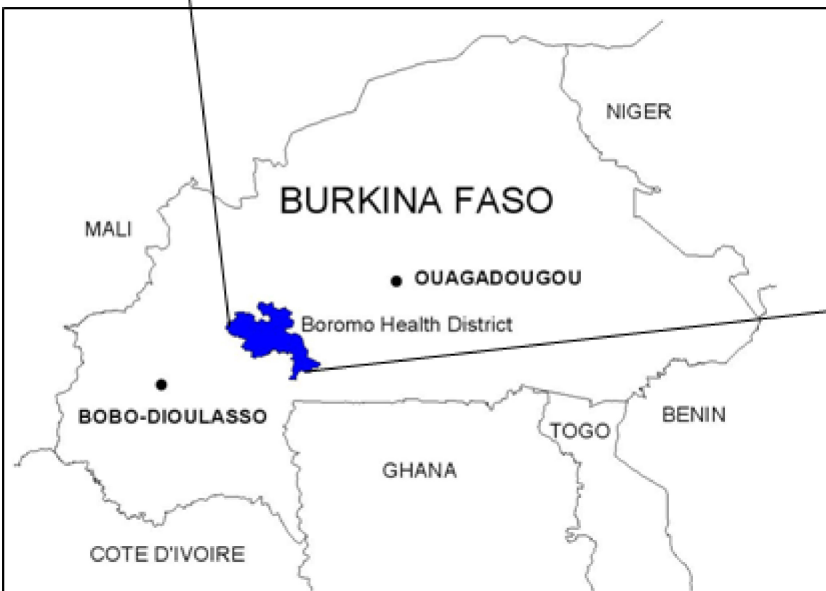 NIGER
BURKINA FASO
MALI
OUAGADOUGOU
Boromo Health District
BOBO-DIOULASSO
BENIN
TOGO
GHANA
COTE D'IVOIRE